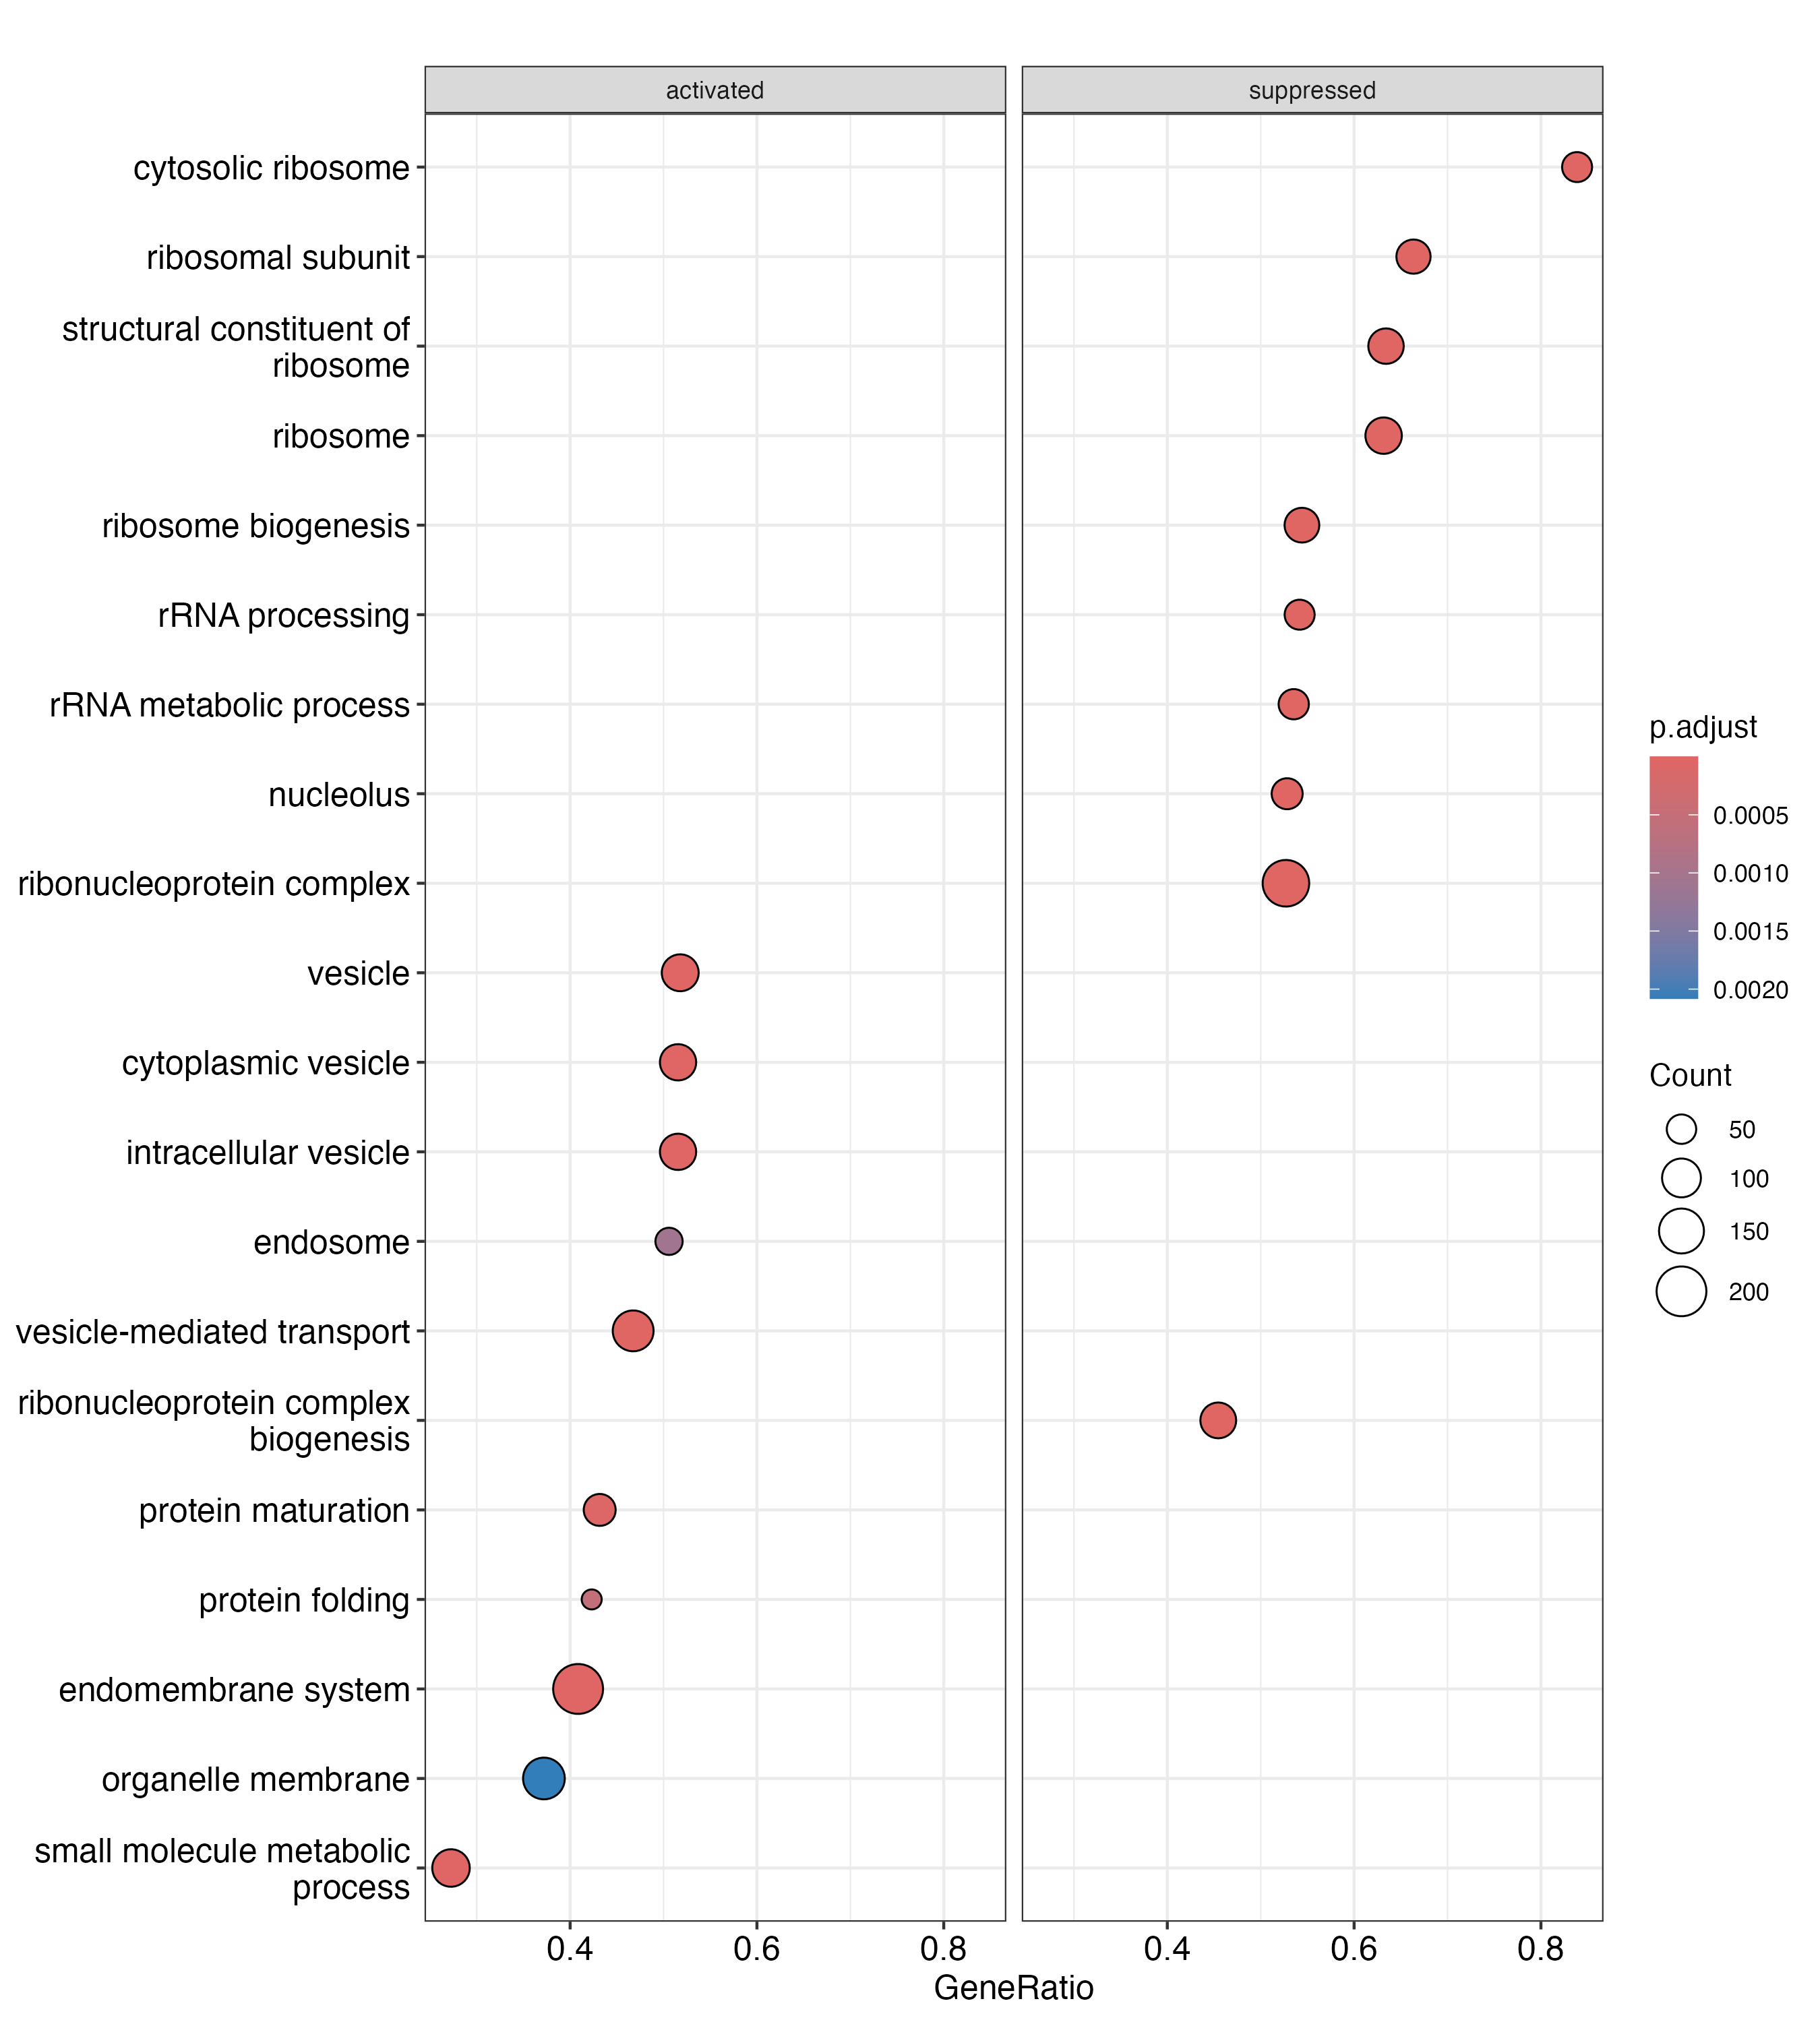 activated
suppressed
cytosolic ribosome
ribosomal subunit
structural constituent of
ribosome
ribosome
ribosome biogenesis
rRNA processing
rRNA metabolic process
nucleolus
ribonucleoprotein complex
vesicle
cytoplasmic vesicle
intracellular vesicle
endosome
vesicle-mediated transport
ribonucleoprotein complex
biogenesis
protein maturation
protein folding
endomembrane system
organelle membrane
small molecule metabolic
process
0.4 0.6 0.8 0.4 0.6 0.8
GeneRatio
p.adjust
0.0005
0.0010
0.0015
0.0020
Count
50
100
150
200